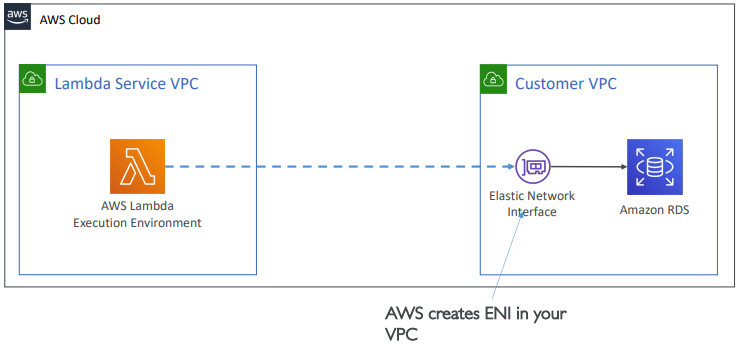 aws
AWS Cloud
Lambda Service VPC
Customer VPC
AWS Lambda
Execution Environment
Elastic Network
Interface
Amazon RDS
AWS creates ENI in your
VPC